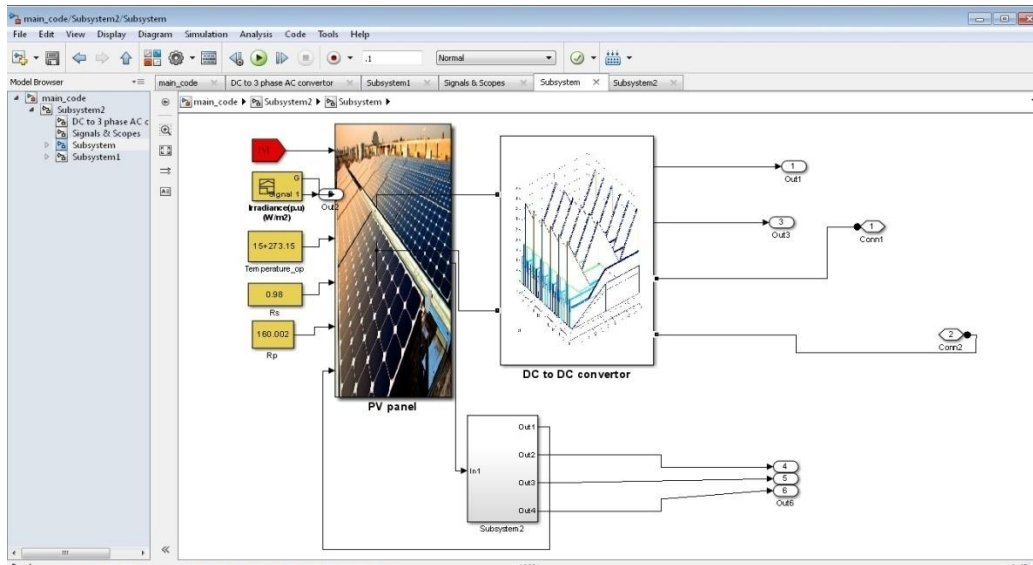 main_code/Subsystem2/Subsystem
File Edit View Display Diagram Simulation Analysis Code Tools Help
.1
Normal
Model Browser
main_code
DC to 3 phase AC convertor
Subsystem1
Signals & Scopes
Subsystem
Subsystem2
main_code
Subsystem2
DC to 3 phase AC c
Signals & Scopes
Subsystem
Subsystem1
main_code Subsystem2 Subsystem
[V]
G
Signal 1
Out2
Irradiance(p.u)
(W/m2)
15+273.15
Temperature_op
0.98
Rs
160.002
Rp
PV panel
DC to DC convertor
1
Out1
3
Out3
1
Conn1
2
Conn2
In1
Out1
Out2
Out3
Out4
Subsystem2
4
5
6
Out6